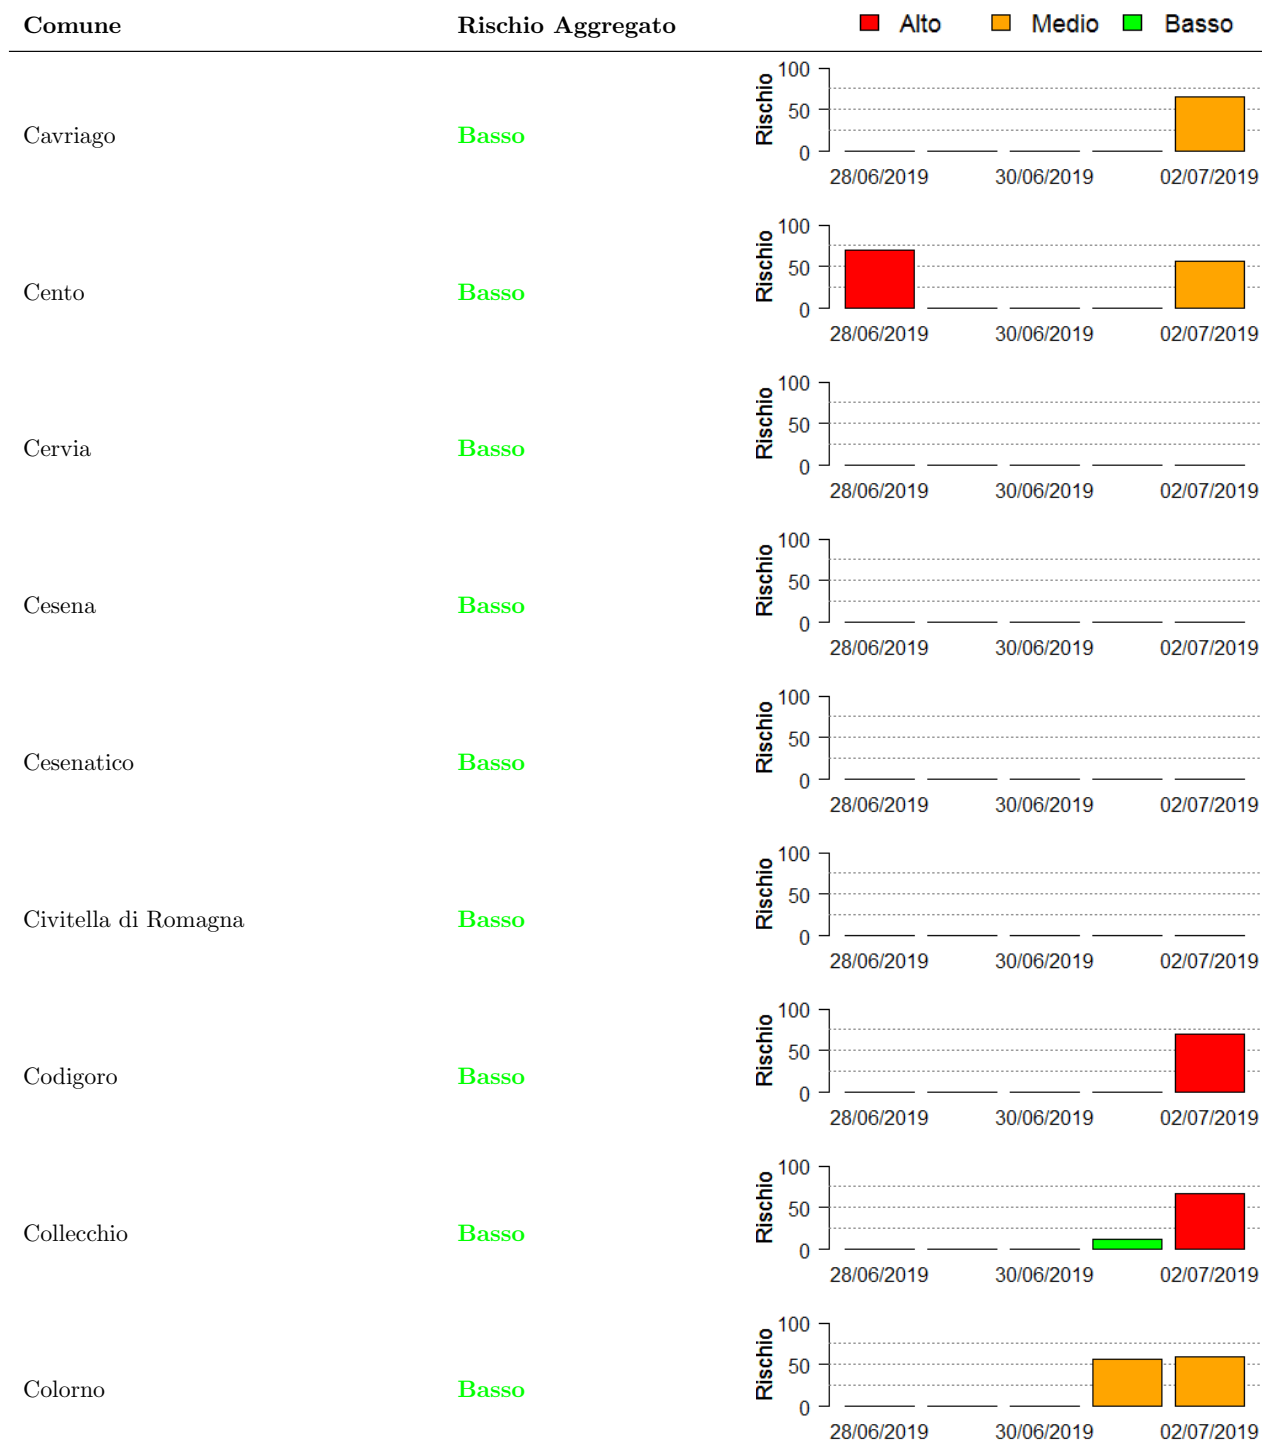 Comune Rischio Aggregato Alto Medio Basso
100
50
0
Rischio
Cavriago Basso
28/06/2019 30/06/2019 02/07/2019
100
50
0
Rischio
Cento Basso
28/06/2019 30/06/2019 02/07/2019
100
50
0
Rischio
Cervia Basso
28/06/2019 30/06/2019 02/07/2019
100
50
0
Rischio
Cesena Basso
28/06/2019 30/06/2019 02/07/2019
100
50
0
Rischio
Cesenatico Basso
28/06/2019 30/06/2019 02/07/2019
100
50
0
Rischio
Civitella di Romagna Basso
28/06/2019 30/06/2019 02/07/2019
100
50
0
Rischio
Codigoro Basso
28/06/2019 30/06/2019 02/07/2019
100
50
0
Rischio
Collecchio Basso
28/06/2019 30/06/2019 02/07/2019
100
50
0
Rischio
Colorno Basso
28/06/2019 30/06/2019 02/07/2019